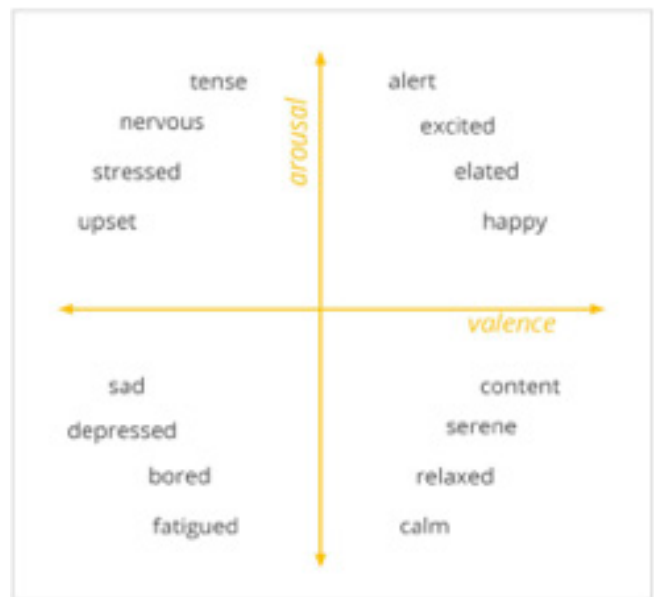 tense
alert
nervous
excited
stressed
elated
upset
happy
arousal
valence
sad
content
depressed
serene
bored
relaxed
fatigued
calm